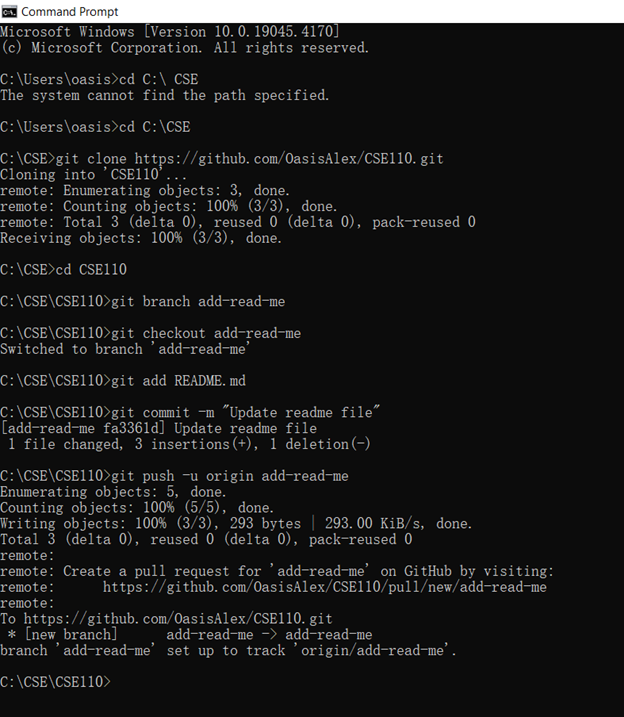 Command Prompt
Microsoft Windows [Version 10.0.19045.4170]
(c) Microsoft Corporation. All rights reserved.
C:\Users\oasis>cd C:\ CSE
The system cannot find the path specified.
C:\Users\oasis>cd C:\CSE
C:\CSE>git clone https://github.com/OasisAlex/CSE110.git
Cloning into 'CSE110'...
remote: Enumerating objects: 3, done.
remote: Counting objects: 100% (3/3), done.
remote: Total 3 (delta 0), reused 0 (delta 0), pack-reused 0
Receiving objects: 100% (3/3), done.
C:\CSE>cd CSE110
C:\CSE\CSE110>git branch add-read-me
C:\CSE\CSE110>git checkout add-read-me
Switched to branch 'add-read-me'
C:\CSE\CSE110>git add README.md
C:\CSE\CSE110>git commit -m "Update readme file"
[add-read-me fa3361d] Update readme file
 1 file changed, 3 insertions(+), 1 deletion(-)
C:\CSE\CSE110>git push -u origin add-read-me
Enumerating objects: 5, done.
Counting objects: 100% (5/5), done.
Writing objects: 100% (3/3), 293 bytes | 293.00 KiB/s, done.
Total 3 (delta 0), reused 0 (delta 0), pack-reused 0
remote:
remote: Create a pull request for 'add-read-me' on GitHub by visiting:
remote:      https://github.com/OasisAlex/CSE110/pull/new/add-read-me
remote:
To https://github.com/OasisAlex/CSE110.git
 * [new branch]      add-read-me -> add-read-me
branch 'add-read-me' set up to track 'origin/add-read-me'.
C:\CSE\CSE110>